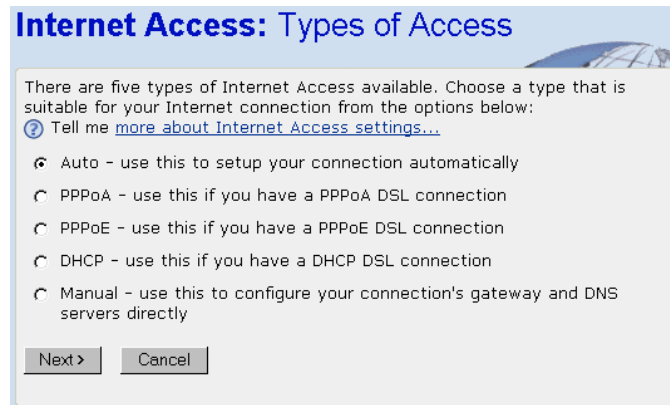 Internet Access: Types of Access
There are five types of Internet Access available. Choose a type that is
suitable for your Internet connection from the options below:
? Tell me more about Internet Access settings...
Auto - use this to setup your connection automatically
PPPoA - use this if you have a PPPoA DSL connection
PPPoE - use this if you have a PPPoE DSL connection
DHCP - use this if you have a DHCP DSL connection
Manual - use this to configure your connection's gateway and DNS
servers directly
Next >
Cancel